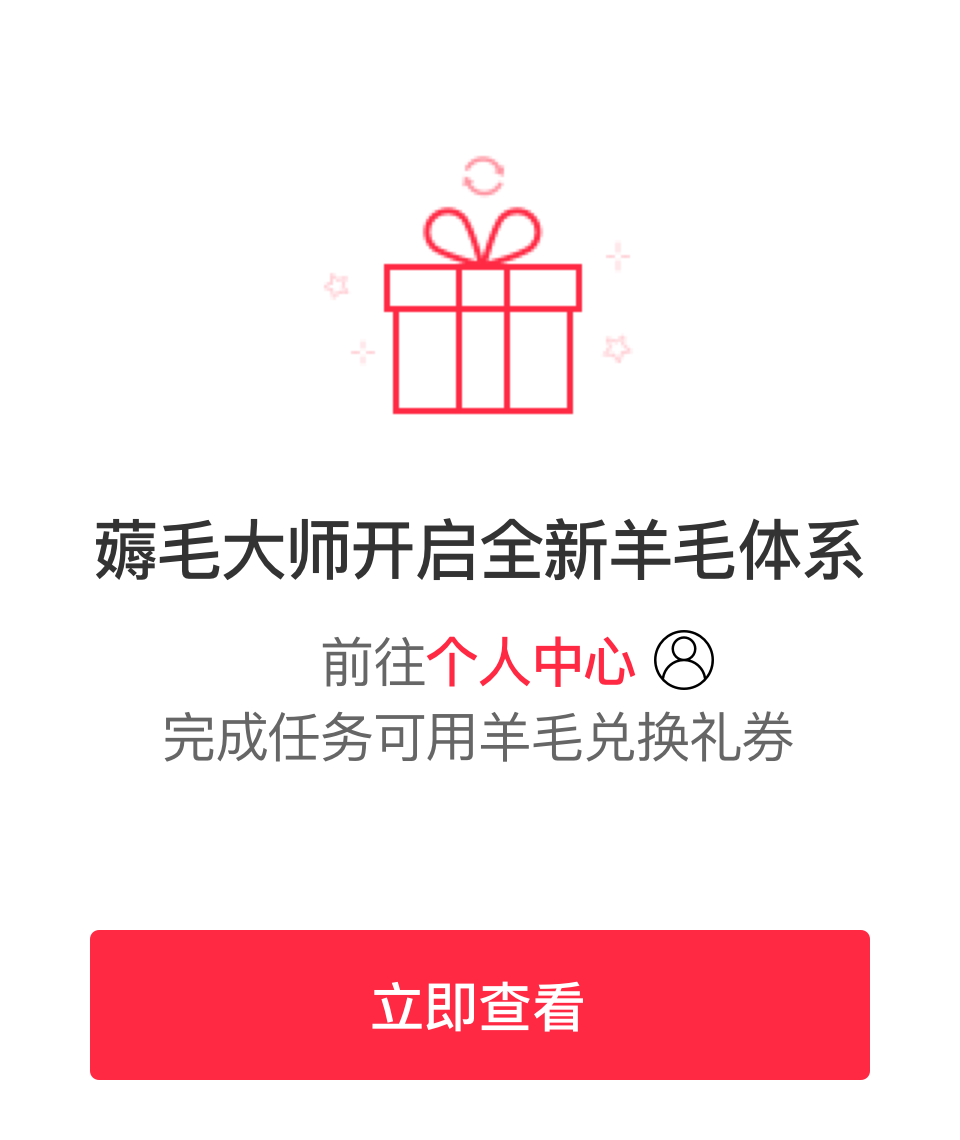 薅毛大师开启全新羊毛体系
前往个人中心
完成任务可用羊毛兑换礼券
立即查看